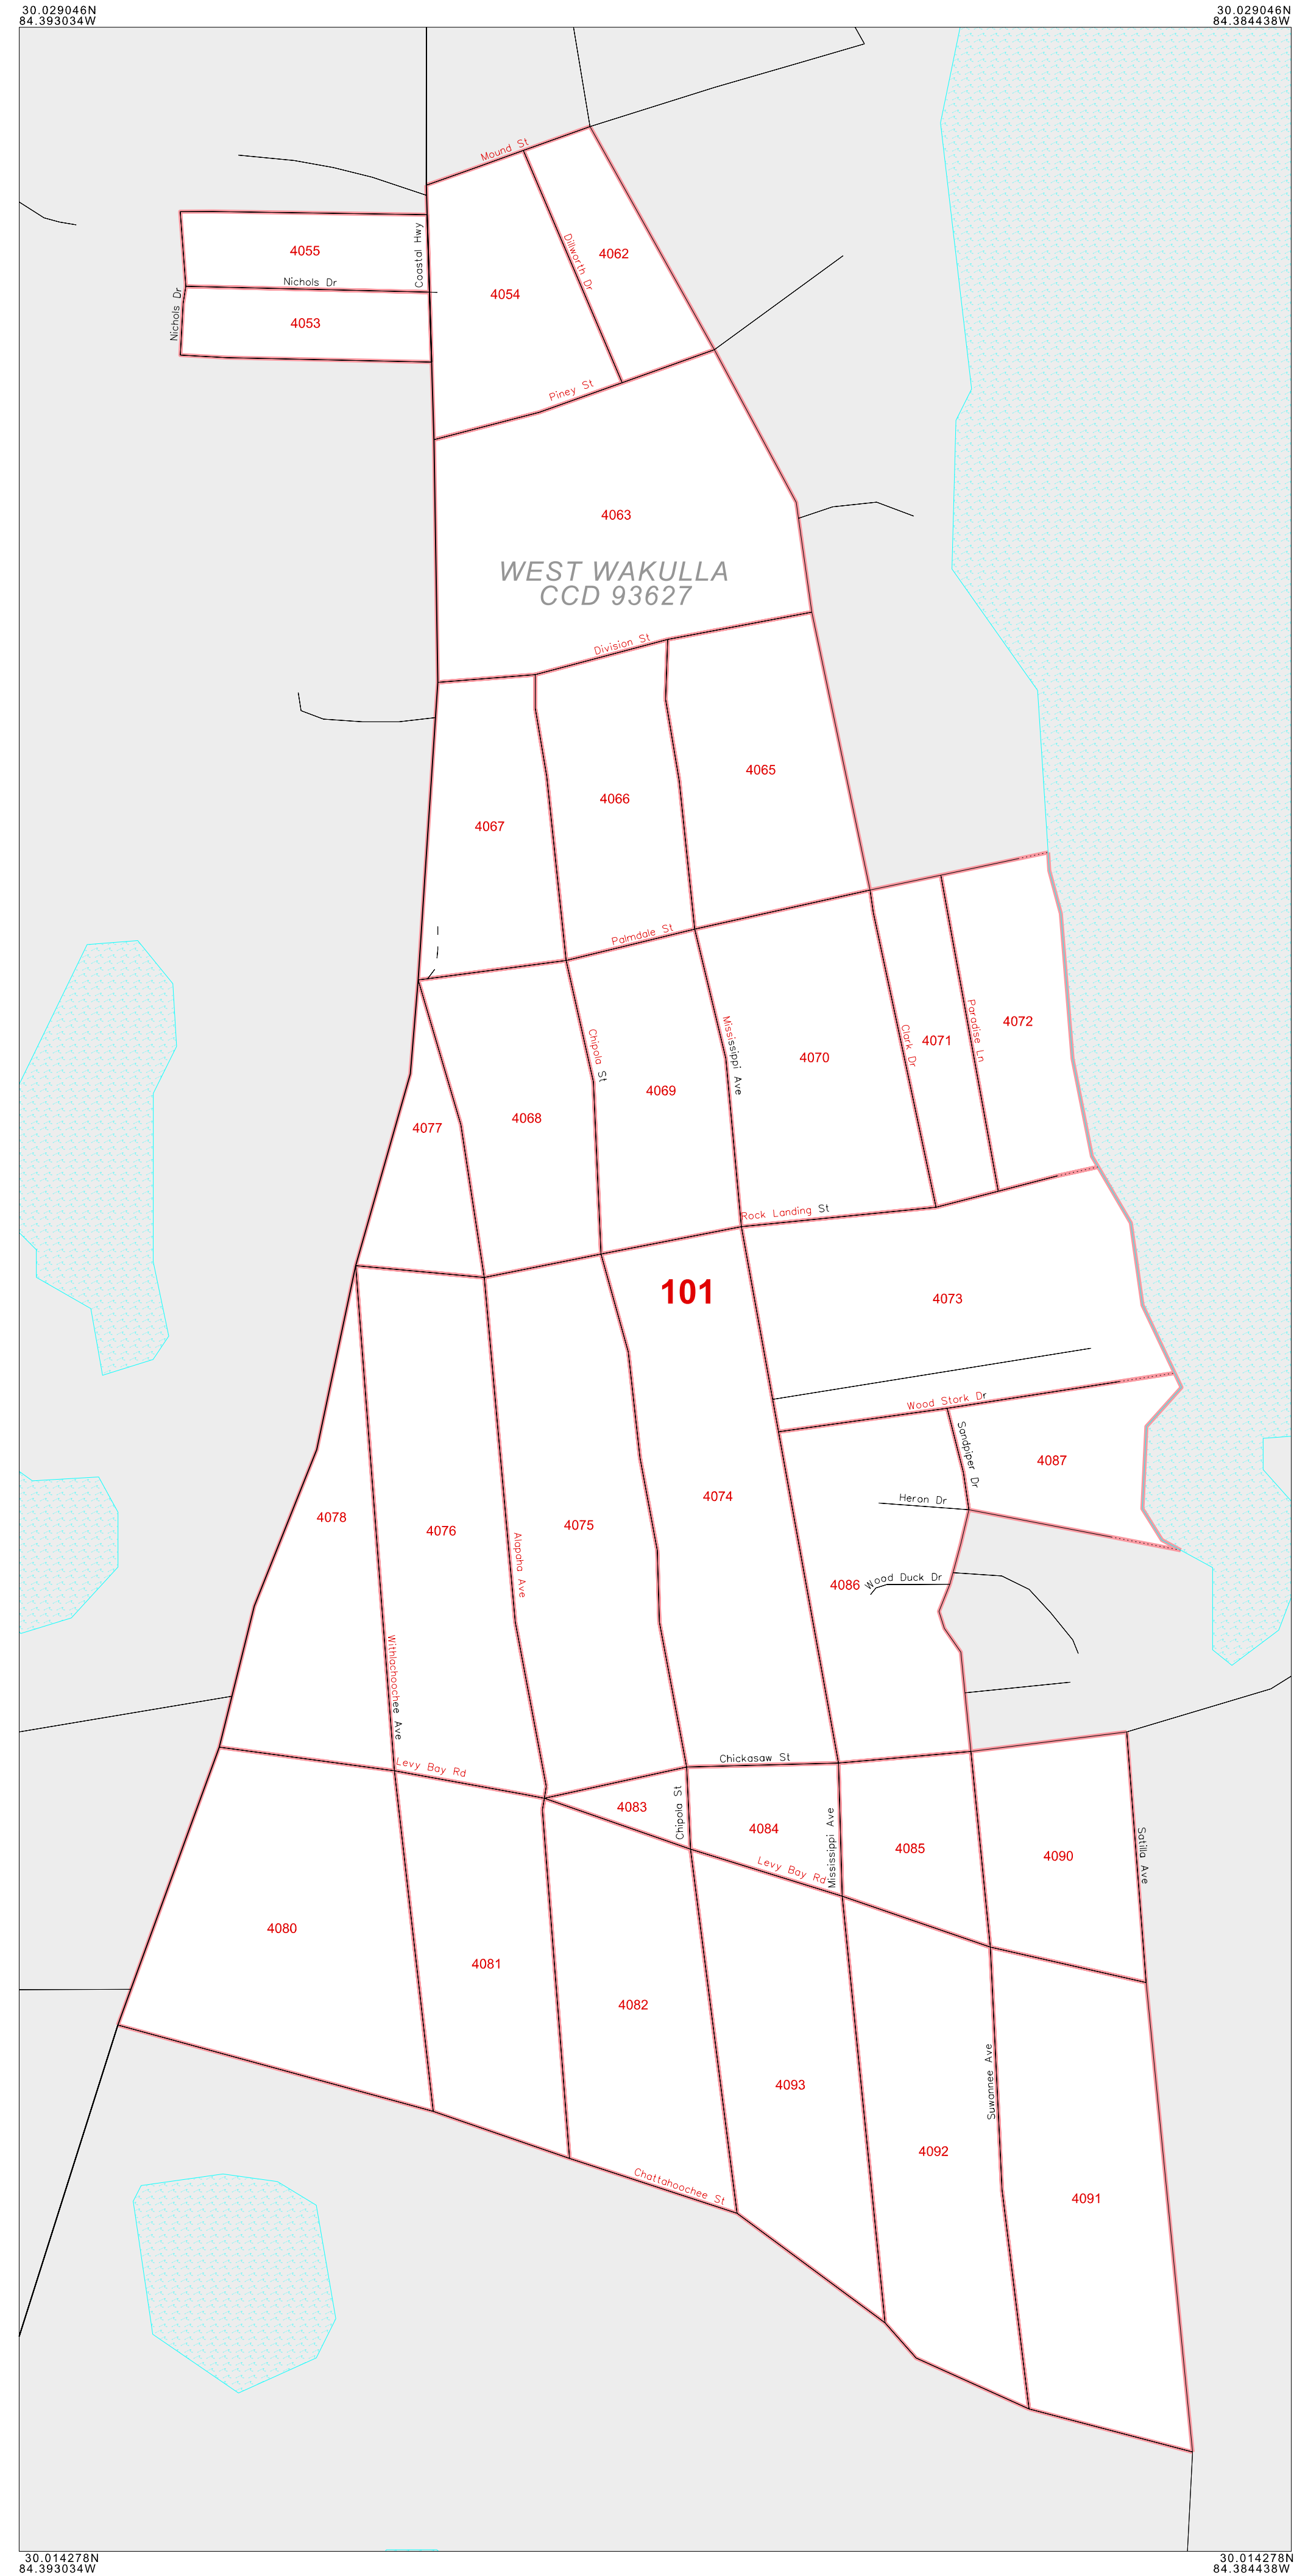 30.029046N
84.393034W
30.029046N
84.384438W
Mound St
Coastal Hwy
Dillworth Dr
4062
4055
Nichols Dr
4054
Nichols Dr
4053
Piney St
4063
WEST WAKULLA
CCD 93627
Division St
4065
4066
4067
Palmdale St
Chipola St
Mississippi Ave
Clark Dr
Paradise Ln
4072
4071
4070
4069
4068
4077
Rock Landing St
101
4073
Wood Stork Dr
Sandpiper Dr
4087
4074
Heron Dr
4078
4076
Alapaha Ave
4075
Wood Duck Dr
4086
Withlachoochee Ave
Levy Bay Rd
Chickasaw St
Chipola St
4083
Mississippi Ave
4084
4085
Satilla Ave
4090
Levy Bay Rd
4080
4081
4082
Suwannee Ave
4093
4092
Chattahoochee St
4091
30.014278N
84.393034W
30.014278N
84.384438W